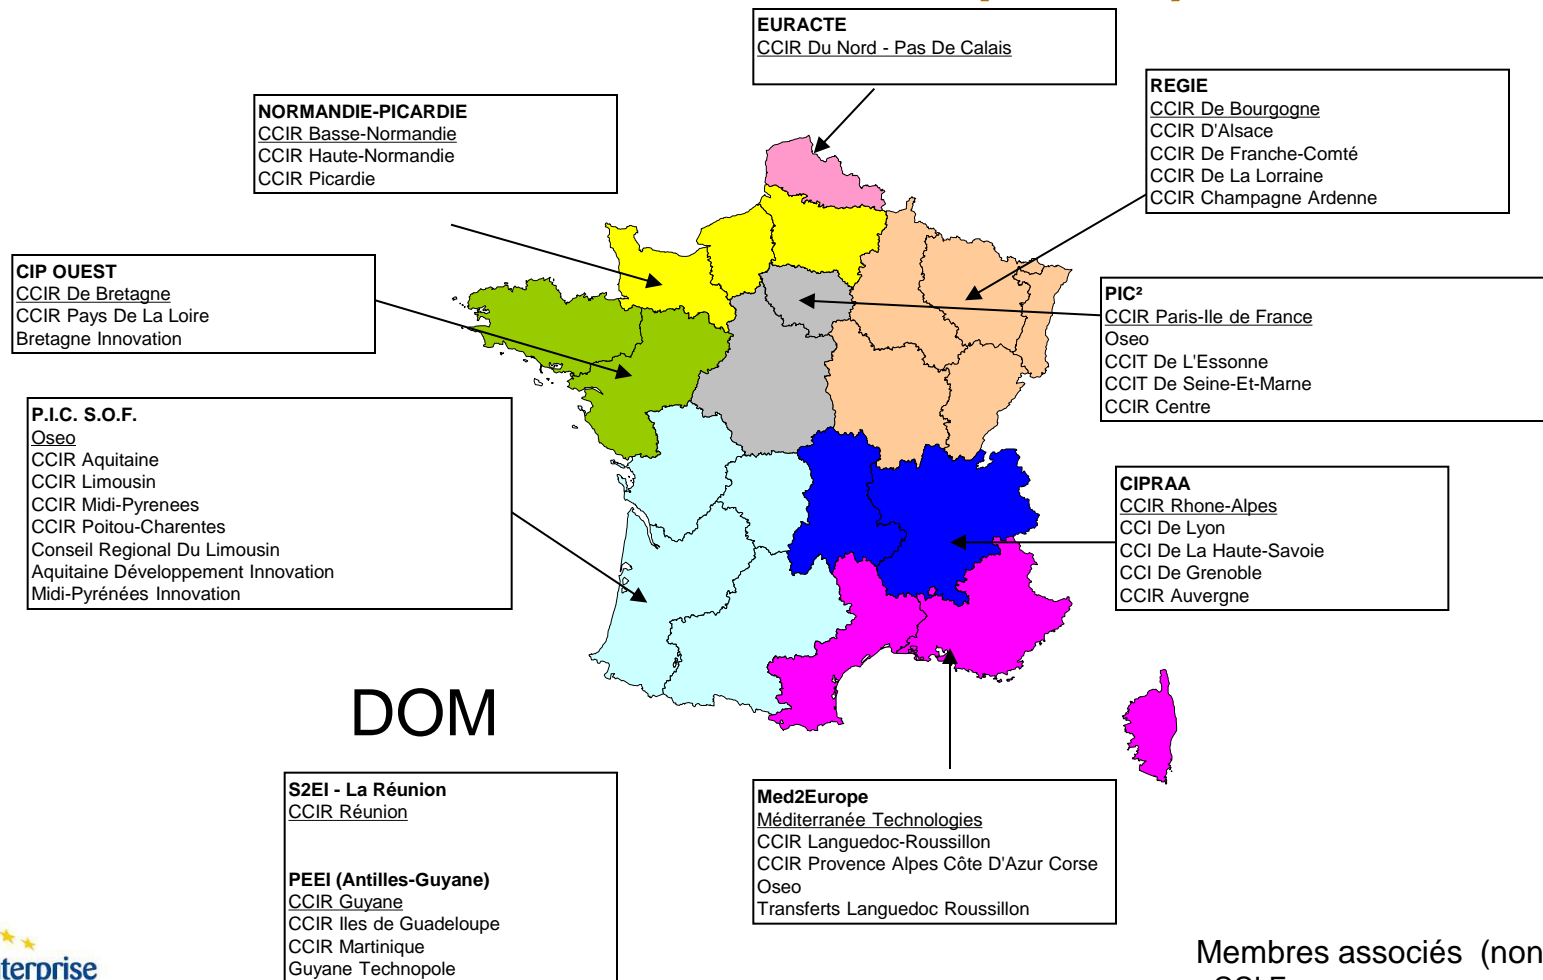 EURACTE
CCIR Du Nord - Pas De Calais
REGIE
CCIR De Bourgogne
CCIR D'Alsace
CCIR De Franche-Comté
CCIR De La Lorraine
CCIR Champagne Ardenne
NORMANDIE-PICARDIE
CCIR Basse-Normandie
CCIR Haute-Normandie
CCIR Picardie
CIP OUEST
CCIR De Bretagne
CCIR Pays De La Loire
Bretagne Innovation
PIC²
CCIR Paris-Ile de France
Oseo
CCIT De L'Essonne
CCIT De Seine-Et-Marne
CCIR Centre
P.I.C. S.O.F.
Oseo
CCIR Aquitaine
CCIR Limousin
CCIR Midi-Pyrenees
CCIR Poitou-Charentes
Conseil Regional Du Limousin
Aquitaine Développement Innovation
Midi-Pyrénées Innovation
CIPRAA
CCIR Rhone-Alpes
CCI De Lyon
CCI De La Haute-Savoie
CCI De Grenoble
CCIR Auvergne
DOM
S2EI - La Réunion
CCIR Réunion
PEEI (Antilles-Guyane)
CCIR Guyane
CCIR Iles de Guadeloupe
CCIR Martinique
Guyane Technopole
Med2Europe
Méditerranée Technologies
CCIR Languedoc-Roussillon
CCIR Provence Alpes Côte D'Azur Corse
Oseo
Transferts Languedoc Roussillon
Membres associés (non
terprise